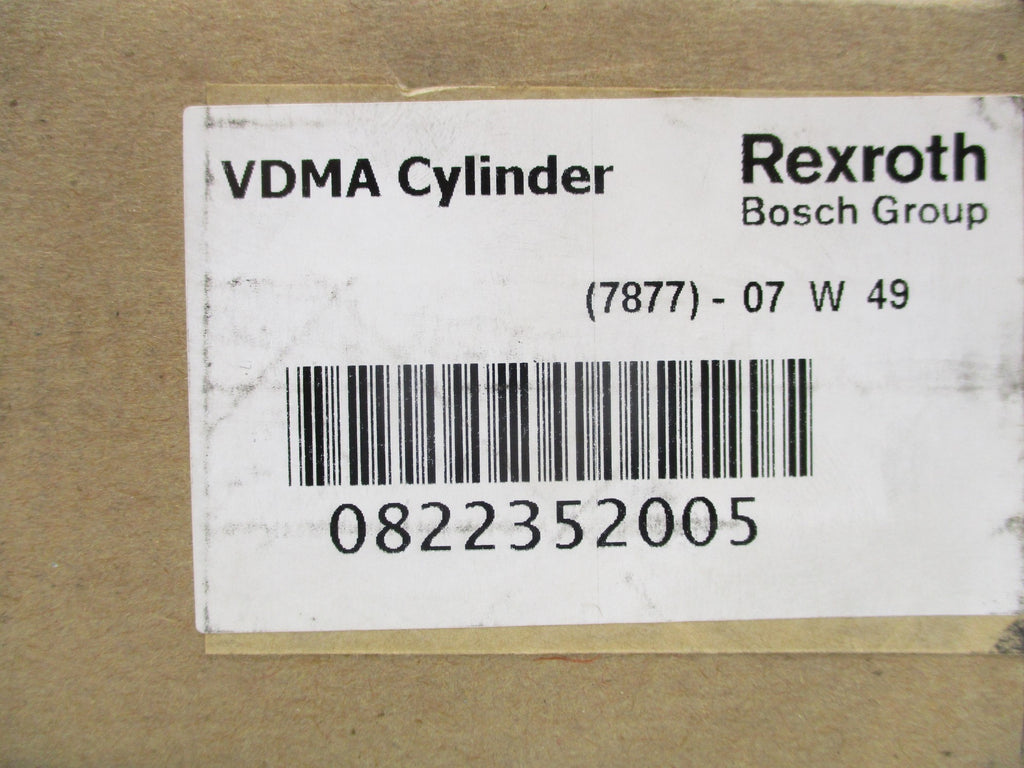 VDMA Cylinder
Rexroth
Bosch Group
(7877) - 07 W 49
0822352005